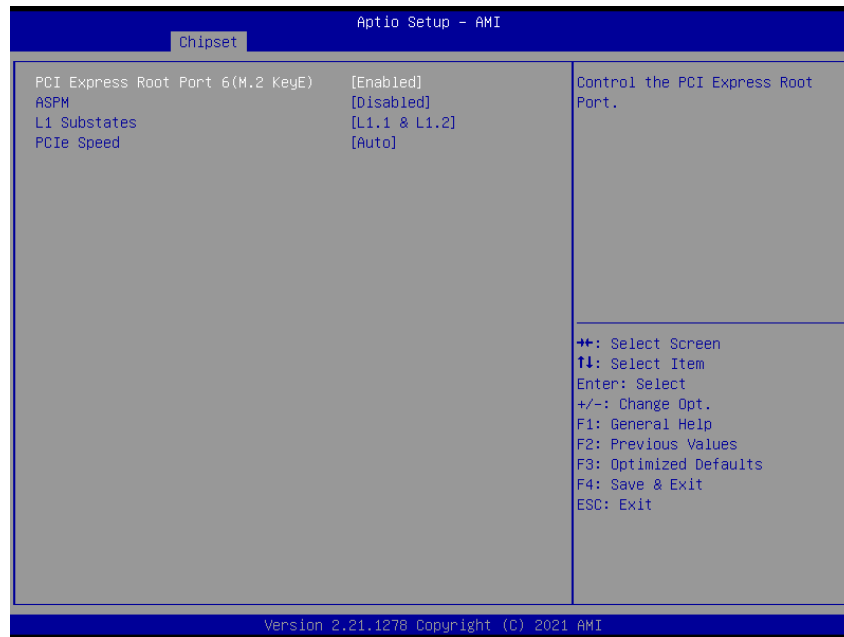 Aptio Setup – AMI
Chipset
PCI Express Root Port 6(M.2 KeyE) [Enabled]
ASPM [Disabled]
L1 Substates [L1.1 & L1.2]
PCIe Speed [Auto]
Control the PCI Express Root
Port.
→←: Select Screen
↑↓: Select Item
Enter: Select
+/-: Change Opt.
F1: General Help
F2: Previous Values
F3: Optimized Defaults
F4: Save & Exit
ESC: Exit
Version 2.21.1278 Copyright (C) 2021 AMI